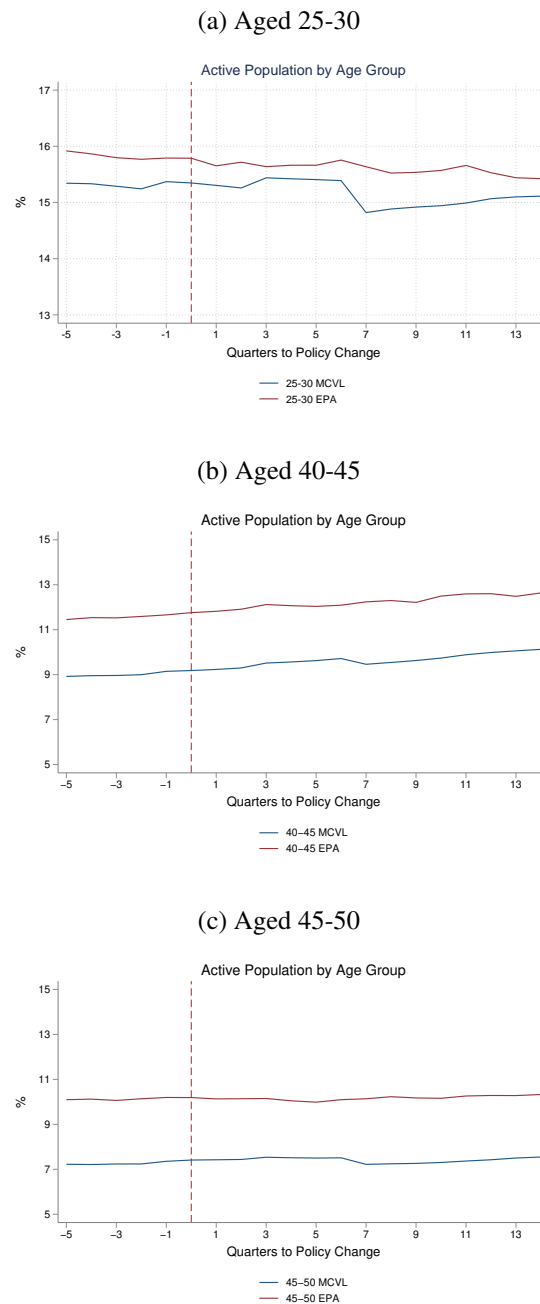 (a) Aged 25-30
Active Population by Age Group
17
16
15
14
13
%
-5 -3 -1 1 3 5 7 9 11 13
Quarters to Policy Change
25-30 MCVL
25-30 EPA
(b) Aged 40-45
Active Population by Age Group
15
13
11
9
7
5
%
−5 −3 −1 1 3 5 7 9 11 13
Quarters to Policy Change
40−45 MCVL
40−45 EPA
(c) Aged 45-50
Active Population by Age Group
15
13
11
9
7
5
%
−5 −3 −1 1 3 5 7 9 11 13
Quarters to Policy Change
45−50 MCVL
45−50 EPA